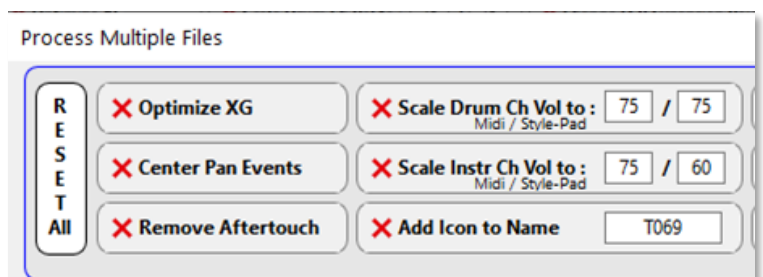 Process Multiple Files
R
E
S
E
T
All
Optimize XG
Scale Drum Ch Vol to : 75 / 75
Midi / Style-Pad
Center Pan Events
Scale Instr Ch Vol to : 75 / 60
Midi / Style-Pad
Remove Aftertouch
Add Icon to Name T069